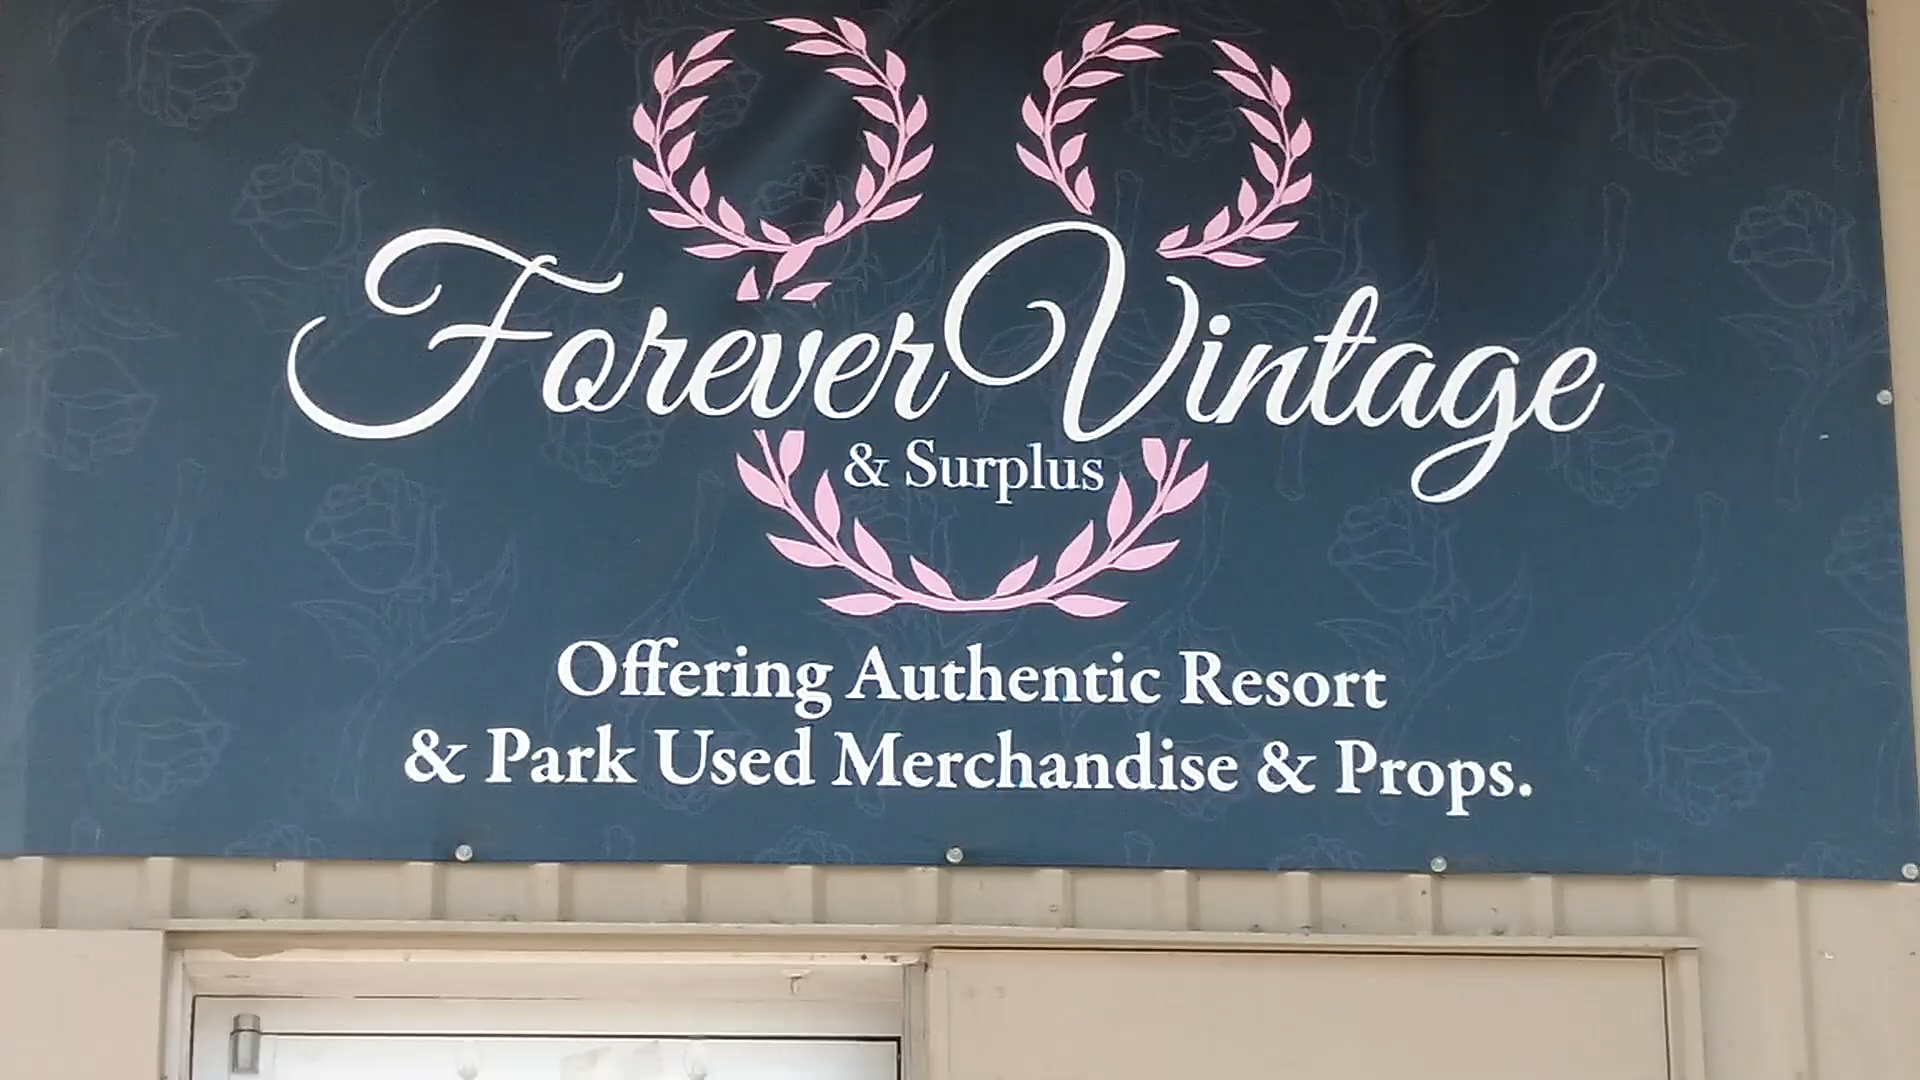 Forever Vintage
& Surplus
Offering Authentic Resort
& Park Used Merchandise & Props.